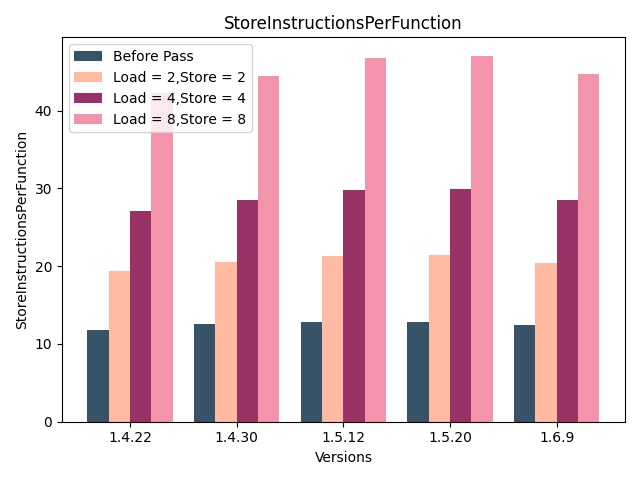 StoreInstructionsPerFunction
Before Pass
Load = 2,Store = 2
Load = 4,Store = 4
Load = 8,Store = 8
StoreInstructionsPerFunction
40
30
20
10
0
1.4.22 1.4.30 1.5.12 1.5.20 1.6.9
Versions